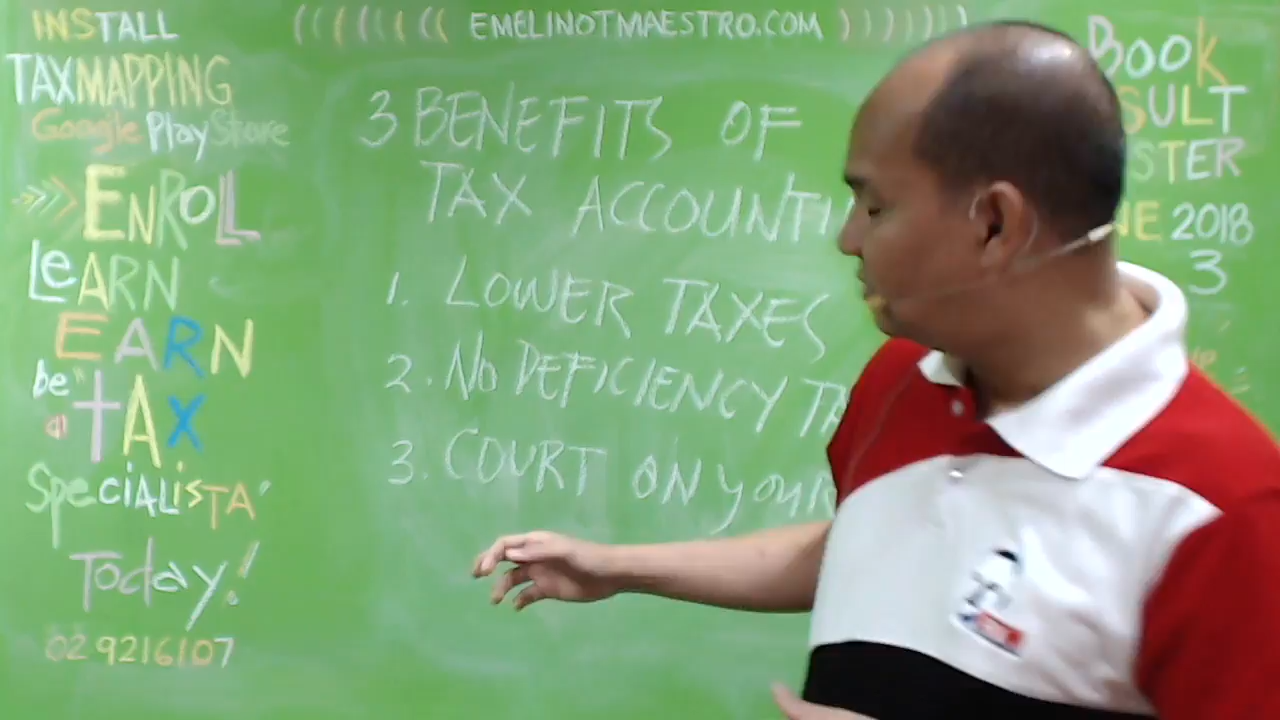 INSTALL
TAXMAPPING
Google PlayStore
>>>> ENROLL
LEARN
EARN
be "TAX
SpeciALisTA"
Today!
02 9216107
(((((( EMELINOTMAESTRO.COM ))))))))
3 BENEFITS OF
TAX ACCOUNTI
1. LOWER TAXES
2. No DEFICIENCY TA
3. COURT ON yOUR
Book
SULT
STER
NE 2018
3